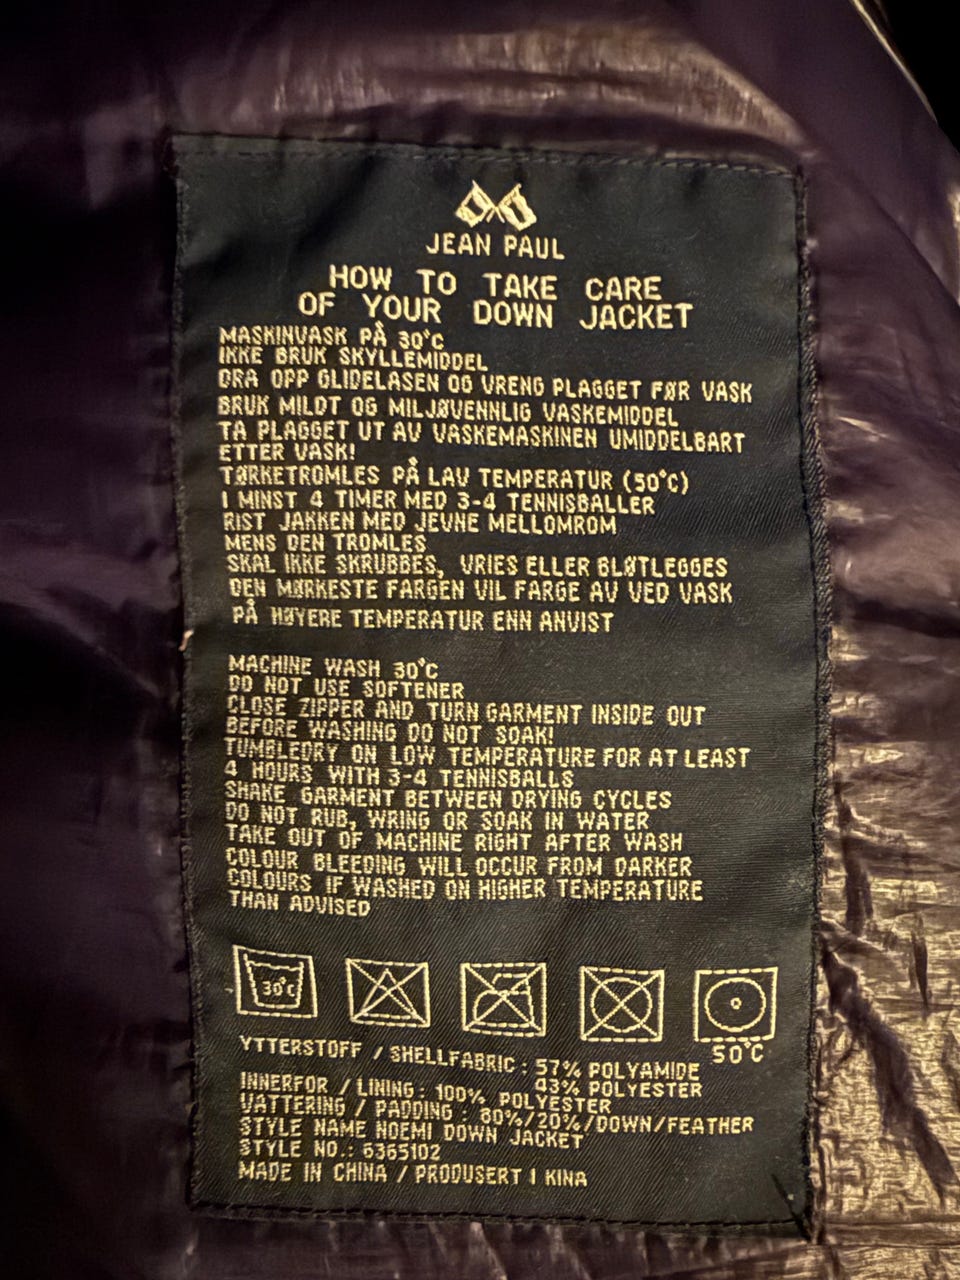 JEAN PAUL
HOW TO TAKE CARE
OF YOUR DOWN JACKET
MASKINVASK PÅ 30°C
IKKE BRUK SKYLLEMIDDEL
DRA OPP GLIDELASEN OG VRENG PLAGGET FØR VASK
BRUK MILDT OG MILJØVENNLIG VASKEMIDDEL
TA PLAGGET UT AV VASKEMASKINEN UMIDDELBART
ETTER VASK!
TØRKETROMLES PÅ LAV TEMPERATUR (50°C)
I MINST 4 TIMER MED 3-4 TENNISBALLER
RIST JAKKEN MED JEVNE MELLOMROM
MENS DEN TROMLES
SKAL IKKE SKRUBBES, VRIES ELLER BLØTLEGGES
DEN MØRKESTE FARGEN VIL FARGE AV VED VASK
PÅ HØYERE TEMPERATUR ENN ANVIST
MACHINE WASH 30°C
DO NOT USE SOFTENER
CLOSE ZIPPER AND TURN GARMENT INSIDE OUT
BEFORE WASHING DO NOT SOAK!
TUMBLEDRY ON LOW TEMPERATURE FOR AT LEAST
4 HOURS WITH 3-4 TENNISBALLS
SHAKE GARMENT BETWEEN DRYING CYCLES
DO NOT RUB, WRING OR SOAK IN WATER
TAKE OUT OF MACHINE RIGHT AFTER WASH
COLOUR BLEEDING WILL OCCUR FROM DARKER
COLOURS IF WASHED ON HIGHER TEMPERATURE
THAN ADVISED
30°C
50°C
YTTERSTOFF / SHELLFABRIC : 57% POLYAMIDE
43% POLYESTER
INNERFOR / LINING : 100% POLYESTER
VATTERING / PADDING : 80%/20%/DOWN/FEATHER
STYLE NAME NOEMI DOWN JACKET
STYLE NO.: 6365102
MADE IN CHINA / PRODUSERT I KINA